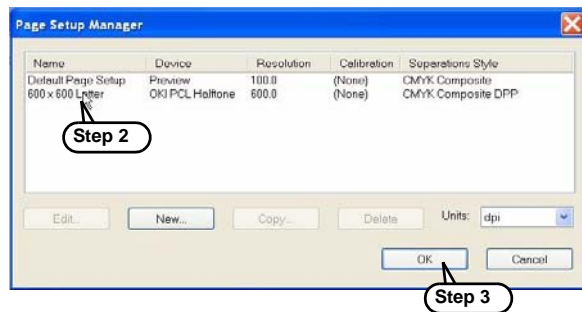 Page Setup Manager
Name Device Resolution Calibration Separations Style
Default Page Setup Preview 100.0 (None) CMYK Composite
600 x 600 Letter OKI PCL Halftone 600.0 (None) CMYK Composite DPP
Step 2
Edit... New... Copy... Delete Units: dpi
OK Cancel
Step 3